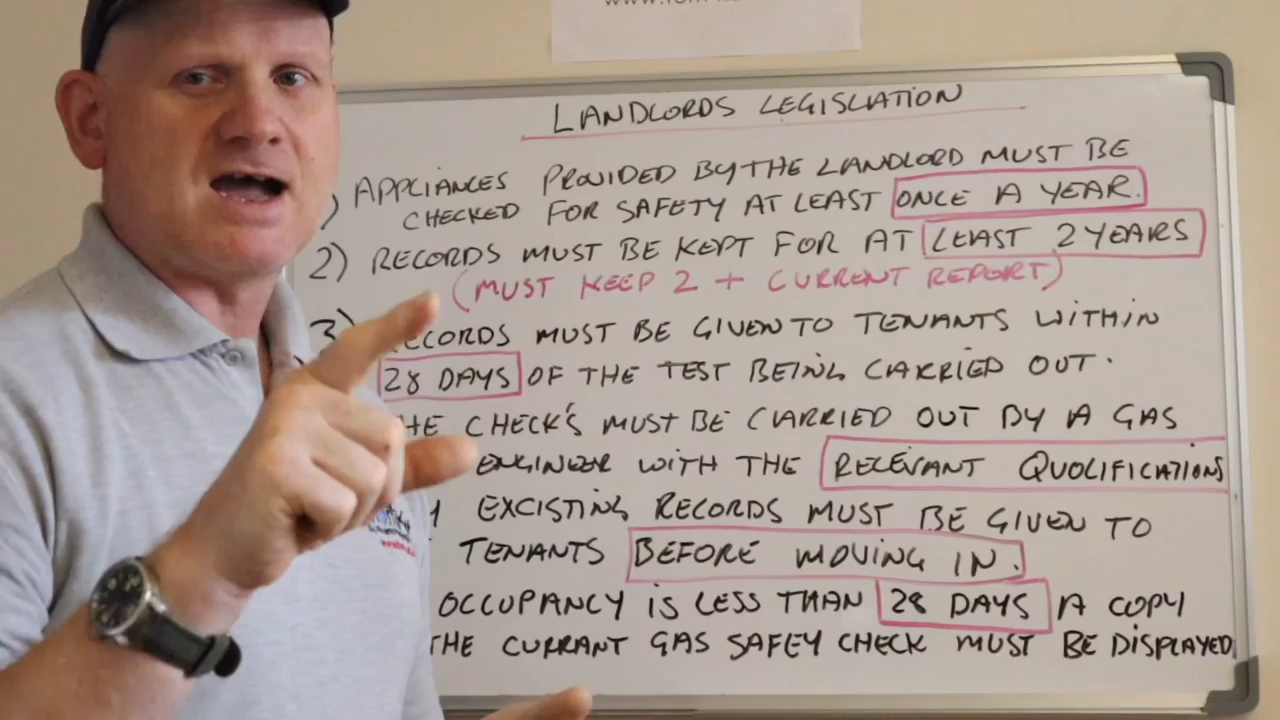 LANDLORDS LEGISLATION
) APPLIANCES PROVIDED BY THE LANDLORD MUST BE
CHECKED FOR SAFETY AT LEAST ONCE A YEAR.
2) RECORDS MUST BE KEPT FOR AT LEAST 2 YEARS
(MUST KEEP 2 + CURRENT REPORT)
3) RECORDS MUST BE GIVEN TO TENANTS WITHIN
28 DAYS OF THE TEST BEING CARRIED OUT.
HE CHECK'S MUST BE CARRIED OUT BY A GAS
ENGINEER WITH THE RELEVANT QUOLIFICATIONS
EXCISTING RECORDS MUST BE GIVEN TO
TENANTS BEFORE MOVING IN.
OCCUPANCY IS LESS THAN 28 DAYS A COPY
THE CURRANT GAS SAFEY CHECK MUST BE DISPLAYED